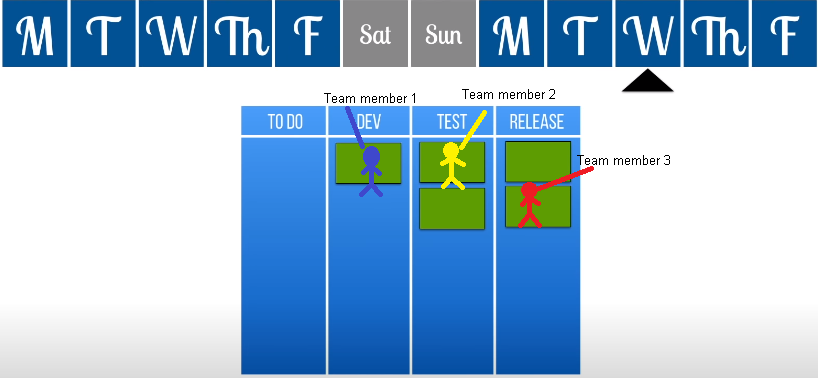 M T W Th F Sat Sun M T W Th F
Team member 1
Team member 2
TO DO DEV TEST RELEASE
Team member 3